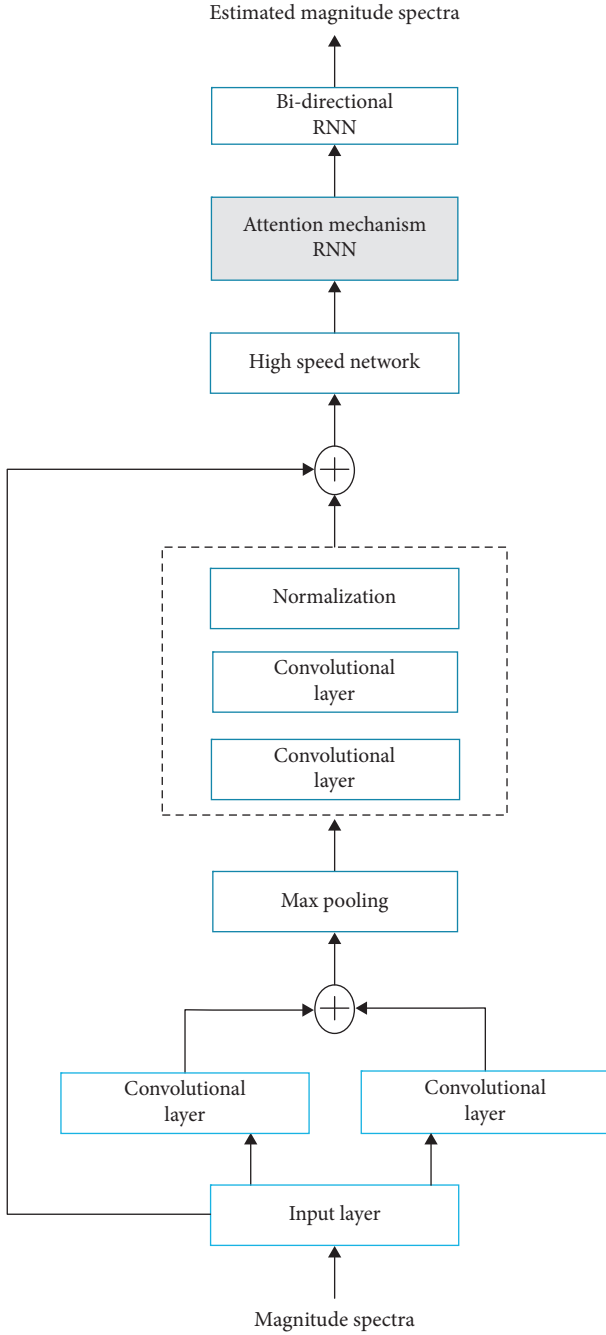 Estimated magnitude spectra
Bi-directional
RNN
Attention mechanism
RNN
High speed network
Normalization
Convolutional
layer
Convolutional
layer
Max pooling
Convolutional
layer
Convolutional
layer
Input layer
Magnitude spectra